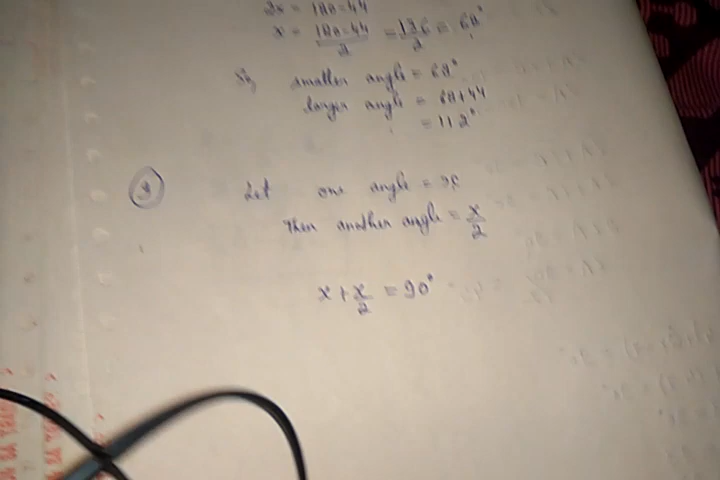 2x = 180-44
x = 180-44/2 = 136/2 = 68°
So, smaller angle = 68°
larger angle = 68+44
= 112°
Let one angle = x
Then another angle = x/2
x + x/2 = 90°